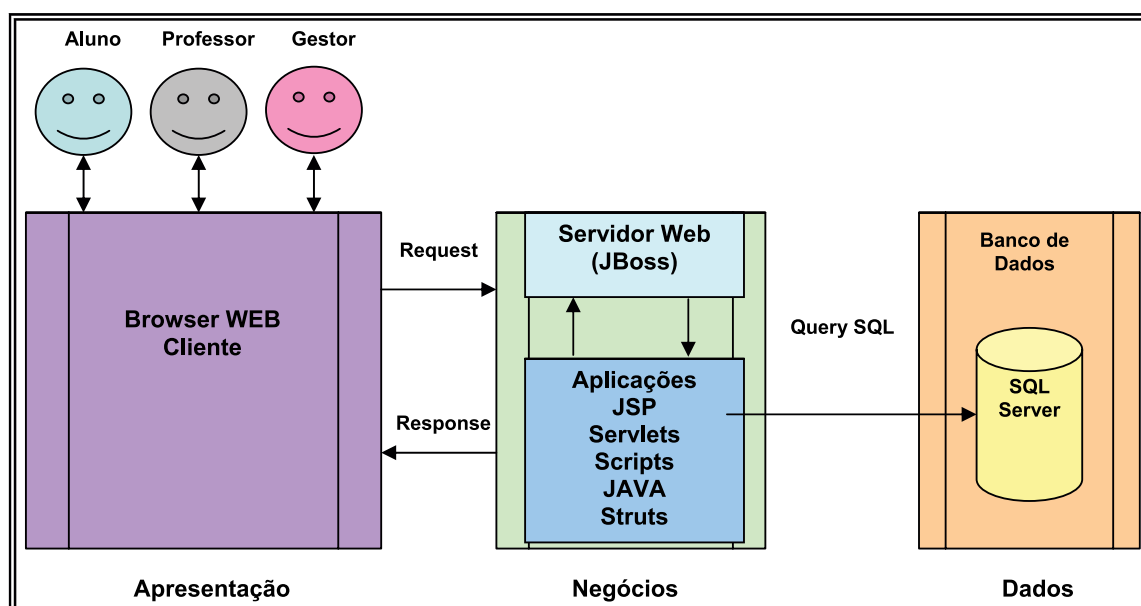 Aluno
Professor
Gestor
Browser WEB
Cliente
Request
Response
Servidor Web
(JBoss)
Aplicações
JSP
Servlets
Scripts
JAVA
Struts
Query SQL
Banco de
Dados
SQL
Server
Apresentação
Negócios
Dados